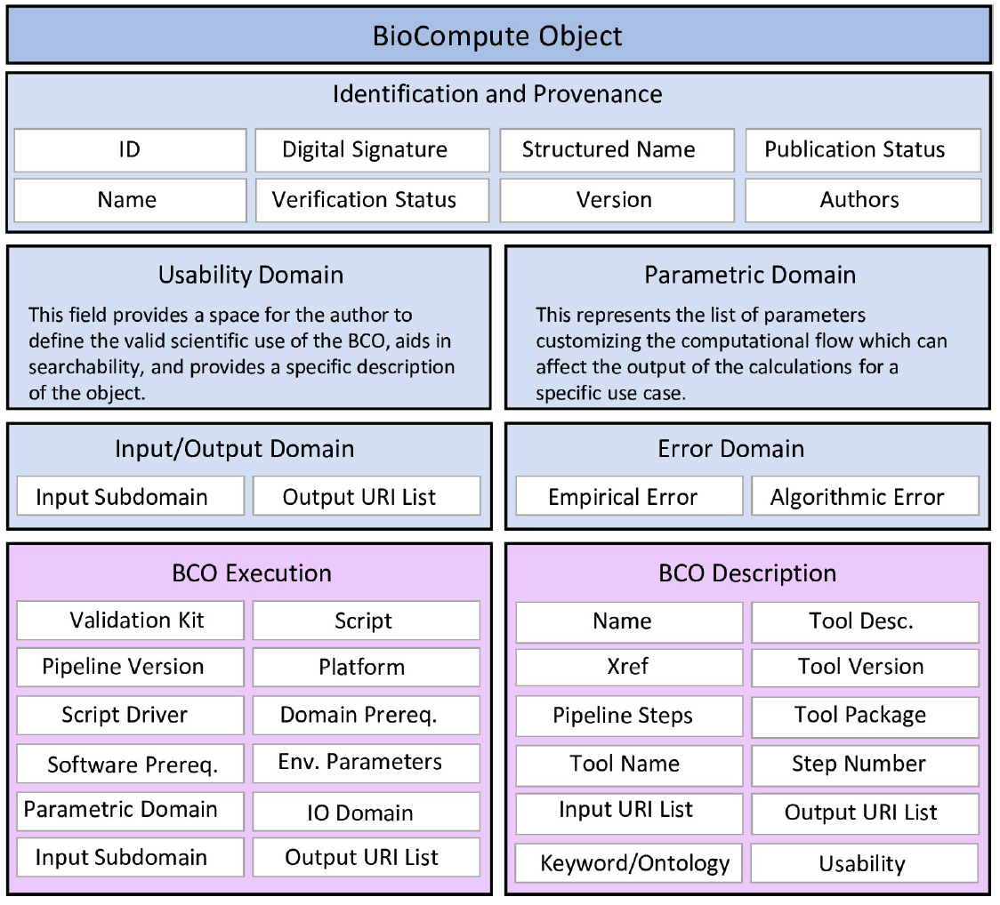 BioCompute Object
Identification and Provenance
ID
Digital Signature
Structured Name
Publication Status
Name
Verification Status
Version
Authors
Usability Domain
This field provides a space for the author to
define the valid scientific use of the BCO, aids in
searchability, and provides a specific description
of the object.
Parametric Domain
This represents the list of parameters
customizing the computational flow which can
affect the output of the calculations for a
specific use case.
Input/Output Domain
Input Subdomain
Output URI List
Error Domain
Empirical Error
Algorithmic Error
BCO Execution
Validation Kit
Script
Pipeline Version
Platform
Script Driver
Domain Prereq.
Software Prereq.
Env. Parameters
Parametric Domain
IO Domain
Input Subdomain
Output URI List
BCO Description
Name
Tool Desc.
Xref
Tool Version
Pipeline Steps
Tool Package
Tool Name
Step Number
Input URI List
Output URI List
Keyword/Ontology
Usability